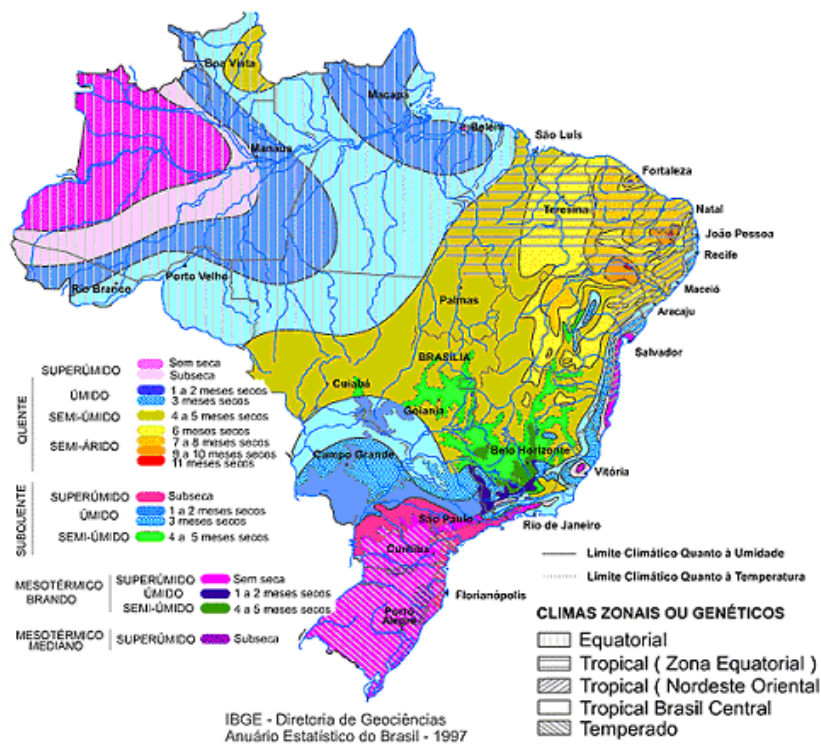 Boa Vista
Macapá
Belém
São Luís
Manaus
Fortaleza
Teresina
Natal
João Pessoa
Recife
Porto Velho
Rio Branco
Maceió
Palmas
Aracaju
Salvador
BRASÍLIA
Cuiabá
Goiania
Belo Horizonte
Campo Grande
Vitória
São Paulo
Rio de Janeiro
Curitiba
Florianópolis
Porto
Alegre
QUENTE
SUPERÚMIDO Sem seca
Subseca
ÚMIDO 1 a 2 meses secos
3 meses secos
SEMI-ÚMIDO 4 a 5 meses secos
SEMI-ÁRIDO 6 meses secos
7 a 8 meses secos
9 a 10 meses secos
11 meses secos
SUBQUENTE
SUPERÚMIDO Subseca
ÚMIDO 1 a 2 meses secos
3 meses secos
SEMI-ÚMIDO 4 a 5 meses secos
MESOTÉRMICO
BRANDO
SUPERÚMIDO Sem seca
ÚMIDO 1 a 2 meses secos
SEMI-ÚMIDO 4 a 5 meses secos
MESOTÉRMICO
MEDIANO
SUPERÚMIDO Subseca
Limite Climático Quanto à Umidade
Limite Climático Quanto à Temperatura
CLIMAS ZONAIS OU GENÉTICOS
Equatorial
Tropical ( Zona Equatorial )
Tropical ( Nordeste Oriental
Tropical Brasil Central
Temperado
IBGE - Diretoria de Geociências
Anuário Estatístico do Brasil - 1997